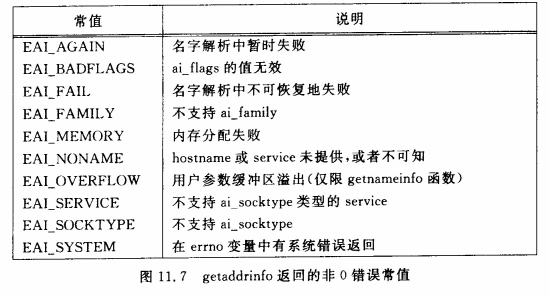 常值 说明
EAI_AGAIN 名字解析中暂时失败
EAI_BADFLAGS ai_flags 的值无效
EAI_FAIL 名字解析中不可恢复地失败
EAI_FAMILY 不支持 ai_family
EAI_MEMORY 内存分配失败
EAI_NONAME hostname 或 service 未提供,或者不可知
EAI_OVERFLOW 用户参数缓冲区溢出(仅限 getnameinfo 函数)
EAI_SERVICE 不支持 ai_socktype 类型的 service
EAI_SOCKTYPE 不支持 ai_socktype
EAI_SYSTEM 在 errno 变量中有系统错误返回
图 11.7 getaddrinfo 返回的非 0 错误常值